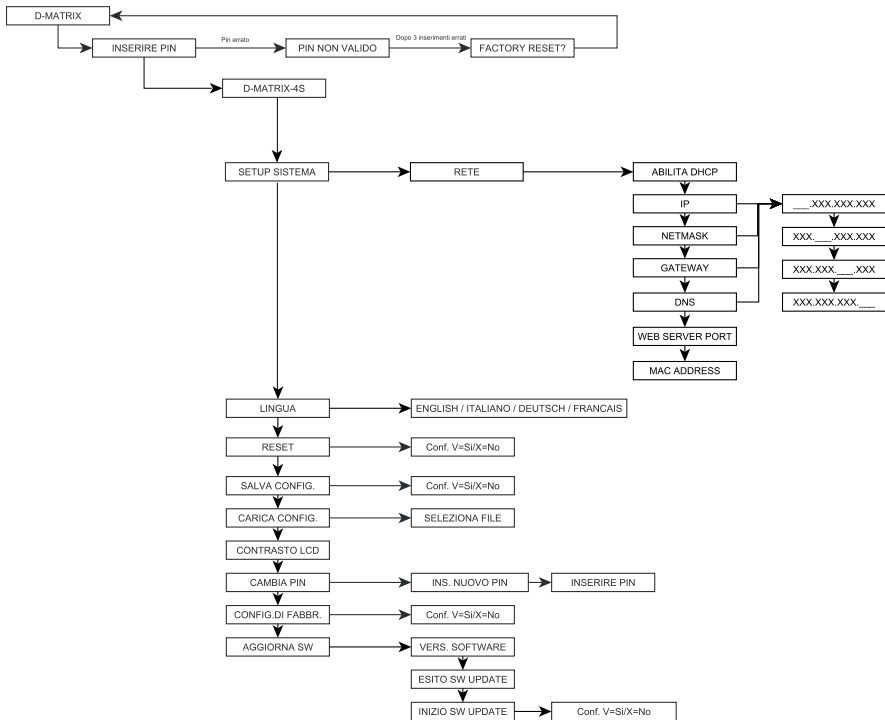 D-MATRIX
INSERIRE PIN
Pin errato
PIN NON VALIDO
Dopo 3 inserimenti errati
FACTORY RESET?
D-MATRIX-4S
SETUP SISTEMA
RETE
ABILITA DHCP
IP
___.XXX.XXX.XXX
NETMASK
XXX.___.XXX.XXX
GATEWAY
XXX.XXX.___.XXX
DNS
XXX.XXX.XXX.___
WEB SERVER PORT
MAC ADDRESS
LINGUA
ENGLISH / ITALIANO / DEUTSCH / FRANCAIS
RESET
Conf. V=Si/X=No
SALVA CONFIG.
Conf. V=Si/X=No
CARICA CONFIG.
SELEZIONA FILE
CONTRASTO LCD
CAMBIA PIN
INS. NUOVO PIN
INSERIRE PIN
CONFIG.DI FABBR.
Conf. V=Si/X=No
AGGIORNA SW
VERS. SOFTWARE
ESITO SW UPDATE
INIZIO SW UPDATE
Conf. V=Si/X=No